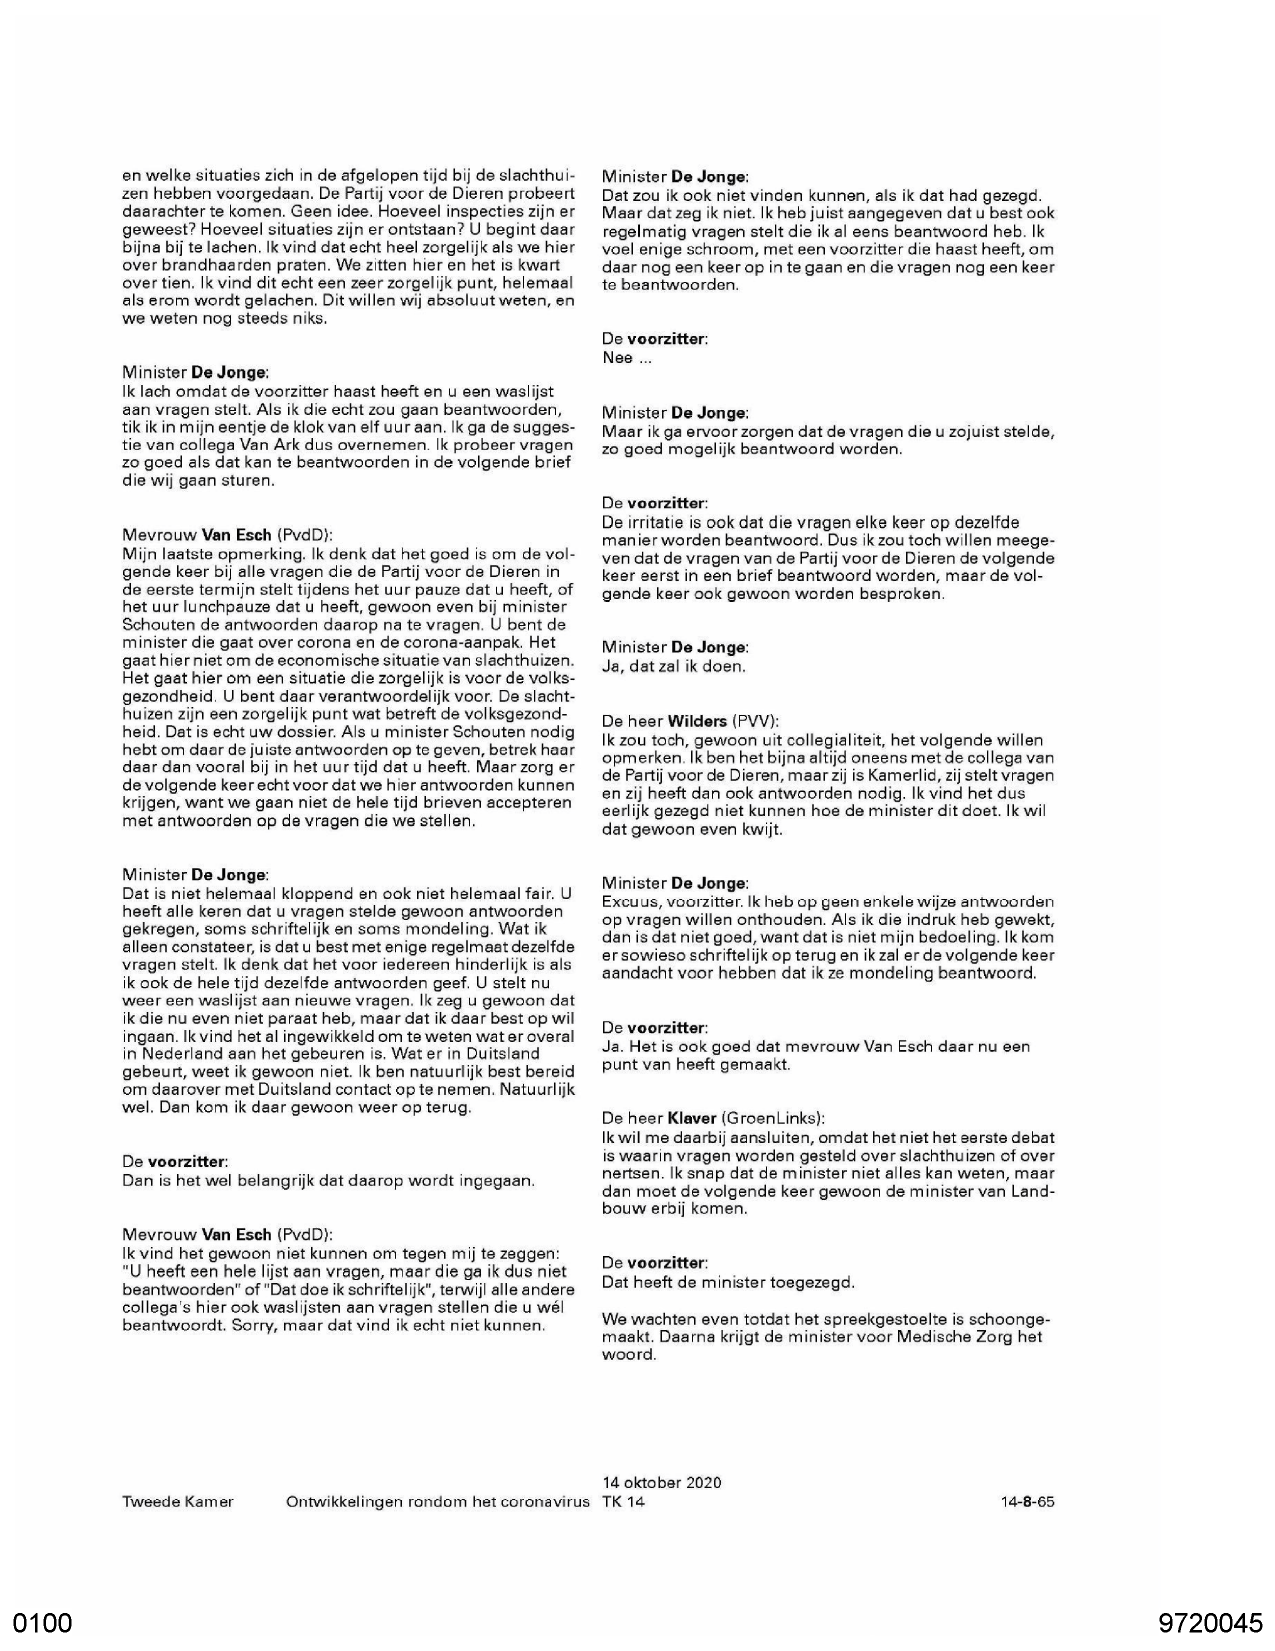 en welke situaties zich in de afgelopen tijd bij de slachthui-
zen hebben voorgedaan. De Partij voor de Dieren probeert
daarachter te komen. Geen idee. Hoeveel inspecties zijn er
geweest? Hoeveel situaties zijn er ontstaan? U begint daar
bijna bij te lachen. Ik vind dat echt heel zorgelijk als we hier
over brandhaarden praten. We zitten hier en het is kwart
over tien. Ik vind dit echt een zeer zorgelijk punt, helemaal
als erom wordt gelachen. Dit willen wij absoluut weten, en
we weten nog steeds niks.
Minister De Jonge:
Ik lach omdat de voorzitter haast heeft en u een waslijst
aan vragen stelt. Als ik die echt zou gaan beantwoorden,
tik ik in mijn eentje de klok van elf uur aan. Ik ga de sugges-
tie van collega Van Ark dus overnemen. Ik probeer vragen
zo goed als dat kan te beantwoorden in de volgende brief
die wij gaan sturen.
Mevrouw Van Esch (PvdD):
Mijn laatste opmerking. Ik denk dat het goed is om de vol-
gende keer bij alle vragen die de Partij voor de Dieren in
de eerste termijn stelt tijdens het uur pauze dat u heeft, of
het uur lunchpauze dat u heeft, gewoon even bij minister
Schouten de antwoorden daarop na te vragen. U bent de
minister die gaat over corona en de corona-aanpak. Het
gaat hier niet om de economische situatie van slachthuizen.
Het gaat hier om een situatie die zorgelijk is voor de volks-
gezondheid. U bent daar verantwoordelijk voor. De slacht-
huizen zijn een zorgelijk punt wat betreft de volksgezond-
heid. Dat is echt uw dossier. Als u minister Schouten nodig
hebt om daar de juiste antwoorden op te geven, betrek haar
daar dan vooral bij in het uur tijd dat u heeft. Maar zorg er
de volgende keer echt voor dat we hier antwoorden kunnen
krijgen, want we gaan niet de hele tijd brieven accepteren
met antwoorden op de vragen die we stellen.
Minister De Jonge:
Dat is niet helemaal kloppend en ook niet helemaal fair. U
heeft alle keren dat u vragen stelde gewoon antwoorden
gekregen, soms schriftelijk en soms mondeling. Wat ik
alleen constateer, is dat u best met enige regelmaat dezelfde
vragen stelt. Ik denk dat het voor iedereen hinderlijk is als
ik ook de hele tijd dezelfde antwoorden geef. U stelt nu
weer een waslijst aan nieuwe vragen. Ik zeg u gewoon dat
ik die nu even niet paraat heb, maar dat ik daar best op wil
ingaan. Ik vind het al ingewikkeld om te weten wat er overal
in Nederland aan het gebeuren is. Wat er in Duitsland
gebeurt, weet ik gewoon niet. Ik ben natuurlijk best bereid
om daarover met Duitsland contact op te nemen. Natuurlijk
wel. Dan kom ik daar gewoon weer op terug.
De voorzitter:
Dan is het wel belangrijk dat daarop wordt ingegaan.
Mevrouw Van Esch (PvdD):
Ik vind het gewoon niet kunnen om tegen mij te zeggen:
"U heeft een hele lijst aan vragen, maar die ga ik dus niet
beantwoorden" of "Dat doe ik schriftelijk", terwijl alle andere
collega's hier ook waslijsten aan vragen stellen die u wél
beantwoordt. Sorry, maar dat vind ik echt niet kunnen.
Minister De Jonge:
Dat zou ik ook niet vinden kunnen, als ik dat had gezegd.
Maar dat zeg ik niet. Ik heb juist aangegeven dat u best ook
regelmatig vragen stelt die ik al eens beantwoord heb. Ik
voel enige schroom, met een voorzitter die haast heeft, om
daar nog een keer op in te gaan en die vragen nog een keer
te beantwoorden.
De voorzitter:
Nee ...
Minister De Jonge:
Maar ik ga ervoor zorgen dat de vragen die u zojuist stelde,
zo goed mogelijk beantwoord worden.
De voorzitter:
De irritatie is ook dat die vragen elke keer op dezelfde
manier worden beantwoord. Dus ik zou toch willen meege-
ven dat de vragen van de Partij voor de Dieren de volgende
keer eerst in een brief beantwoord worden, maar de vol-
gende keer ook gewoon worden besproken.
Minister De Jonge:
Ja, dat zal ik doen.
De heer Wilders (PVV):
Ik zou toch, gewoon uit collegialiteit, het volgende willen
opmerken. Ik ben het bijna altijd oneens met de collega van
de Partij voor de Dieren, maar zij is Kamerlid, zij stelt vragen
en zij heeft dan ook antwoorden nodig. Ik vind het dus
eerlijk gezegd niet kunnen hoe de minister dit doet. Ik wil
dat gewoon even kwijt.
Minister De Jonge:
Excuus, voorzitter. Ik heb op geen enkele wijze antwoorden
op vragen willen onthouden. Als ik die indruk heb gewekt,
dan is dat niet goed, want dat is niet mijn bedoeling. Ik kom
er sowieso schriftelijk op terug en ik zal er de volgende keer
aandacht voor hebben dat ik ze mondeling beantwoord.
De voorzitter:
Ja. Het is ook goed dat mevrouw Van Esch daar nu een
punt van heeft gemaakt.
De heer Klaver (GroenLinks):
Ik wil me daarbij aansluiten, omdat het niet het eerste debat
is waarin vragen worden gesteld over slachthuizen of over
nertsen. Ik snap dat de minister niet alles kan weten, maar
dan moet de volgende keer gewoon de minister van Land-
bouw erbij komen.
De voorzitter:
Dat heeft de minister toegezegd.
We wachten even totdat het spreekgestoelte is schoonge-
maakt. Daarna krijgt de minister voor Medische Zorg het
woord.
14 oktober 2020
Tweede Kamer Ontwikkelingen rondom het coronavirus TK 14 14-8-65
0100 9720045